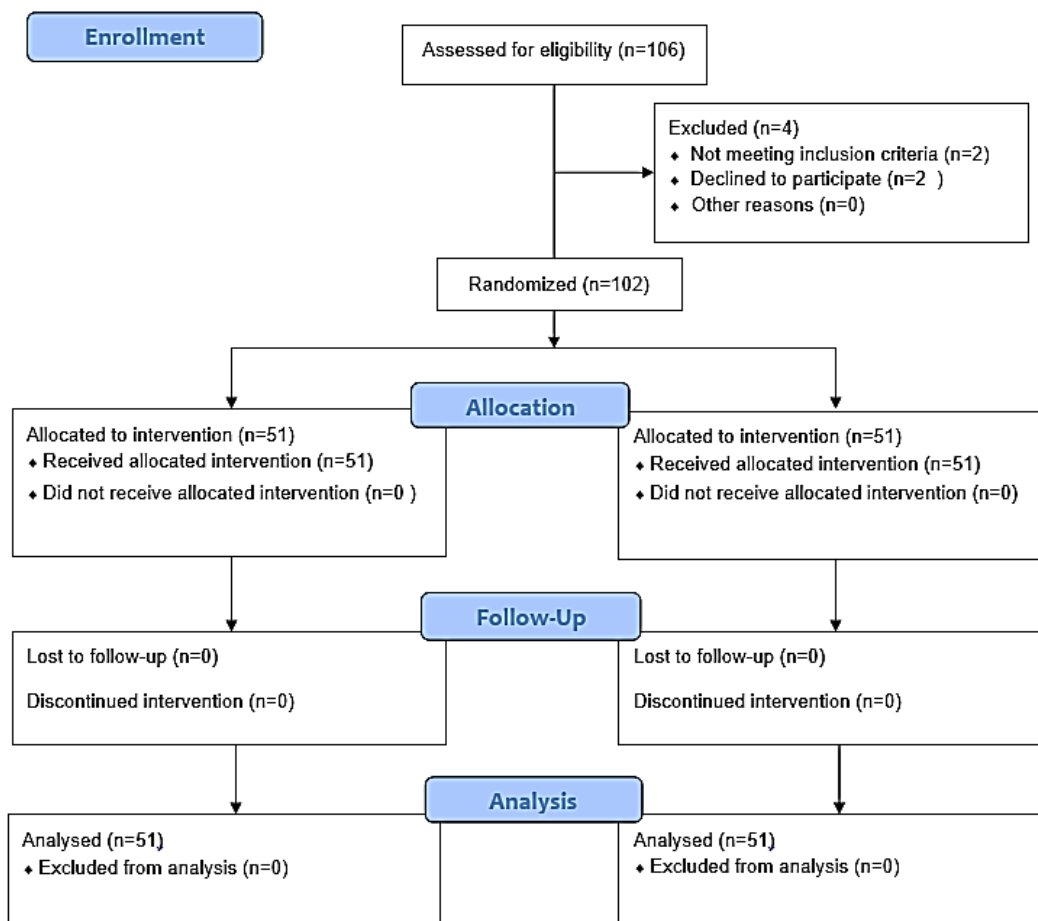 Enrollment
Assessed for eligibility (n=106)
Excluded (n=4)
♦ Not meeting inclusion criteria (n=2)
♦ Declined to participate (n=2 )
♦ Other reasons (n=0)
Randomized (n=102)
Allocation
Allocated to intervention (n=51)
♦ Received allocated intervention (n=51)
♦ Did not receive allocated intervention (n=0 )
Allocated to intervention (n=51)
♦ Received allocated intervention (n=51)
♦ Did not receive allocated intervention (n=0)
Follow-Up
Lost to follow-up (n=0)
Discontinued intervention (n=0)
Lost to follow-up (n=0)
Discontinued intervention (n=0)
Analysis
Analysed (n=51)
♦ Excluded from analysis (n=0)
Analysed (n=51)
♦ Excluded from analysis (n=0)